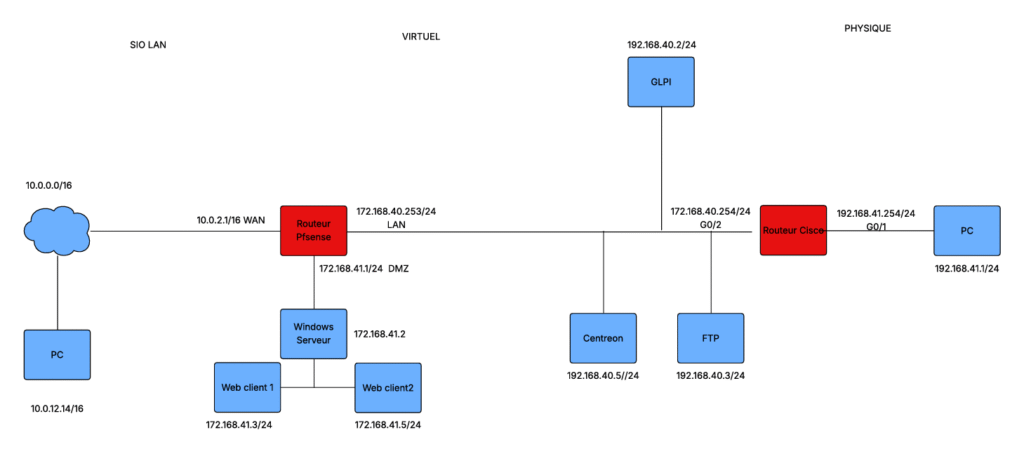 SIO LAN
VIRTUEL
PHYSIQUE
192.168.40.2/24
GLPI
10.0.0.0/16
10.0.2.1/16 WAN
Routeur
Pfsense
172.168.40.253/24
LAN
172.168.40.254/24
G0/2
Routeur Cisco
192.168.41.254/24
G0/1
PC
192.168.41.1/24
172.168.41.1/24 DMZ
Windows
Serveur
172.168.41.2
Centreon
FTP
PC
192.168.40.5//24
192.168.40.3/24
Web client 1
Web client2
10.0.12.14/16
172.168.41.3/24
172.168.41.5/24